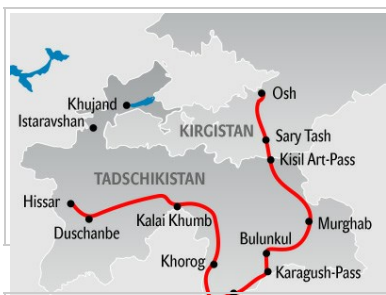 Osh
Khujand
Istaravshan
KIRGISTAN
Sary Tash
Kisil Art-Pass
TADSCHIKISTAN
Hissar
Duschanbe
Kalai Khumb
Murghab
Bulunkul
Khorog
Karagush-Pass